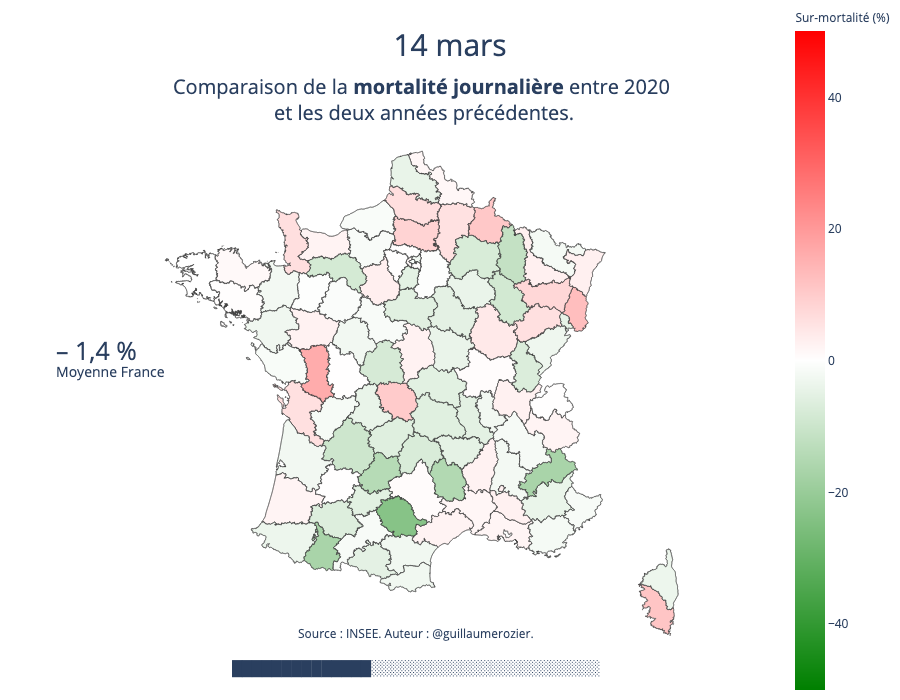 Sur-mortalité (%)
14 mars
Comparaison de la mortalité journalière entre 2020
et les deux années précédentes.
40
20
0
−20
−40
– 1,4 %
Moyenne France
Source : INSEE. Auteur : @guillaumerozier.